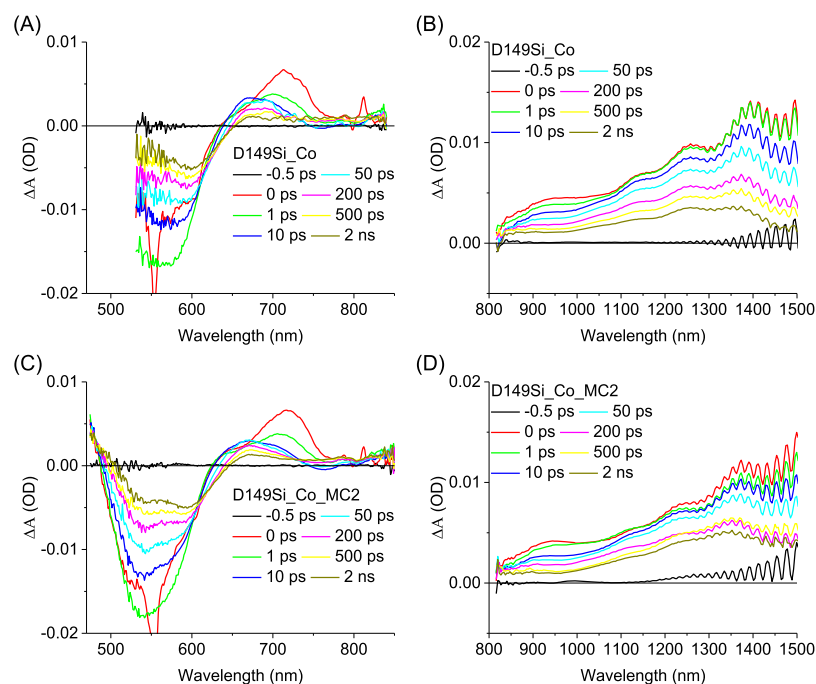 (A)
0.01
0.00
-0.01
-0.02
ΔA (OD)
D149Si_Co
-0.5 ps 50 ps
0 ps 200 ps
1 ps 500 ps
10 ps 2 ns
500 600 700 800
Wavelength (nm)
(B)
0.02
0.01
0.00
ΔA (OD)
D149Si_Co
-0.5 ps 50 ps
0 ps 200 ps
1 ps 500 ps
10 ps 2 ns
800 900 1000 1100 1200 1300 1400 1500
Wavelength (nm)
(C)
0.01
0.00
-0.01
-0.02
ΔA (OD)
D149Si_Co_MC2
-0.5 ps 50 ps
0 ps 200 ps
1 ps 500 ps
10 ps 2 ns
500 600 700 800
Wavelength (nm)
(D)
0.02
0.01
0.00
ΔA (OD)
D149Si_Co_MC2
-0.5 ps 50 ps
0 ps 200 ps
1 ps 500 ps
10 ps 2 ns
800 900 1000 1100 1200 1300 1400 1500
Wavelength (nm)